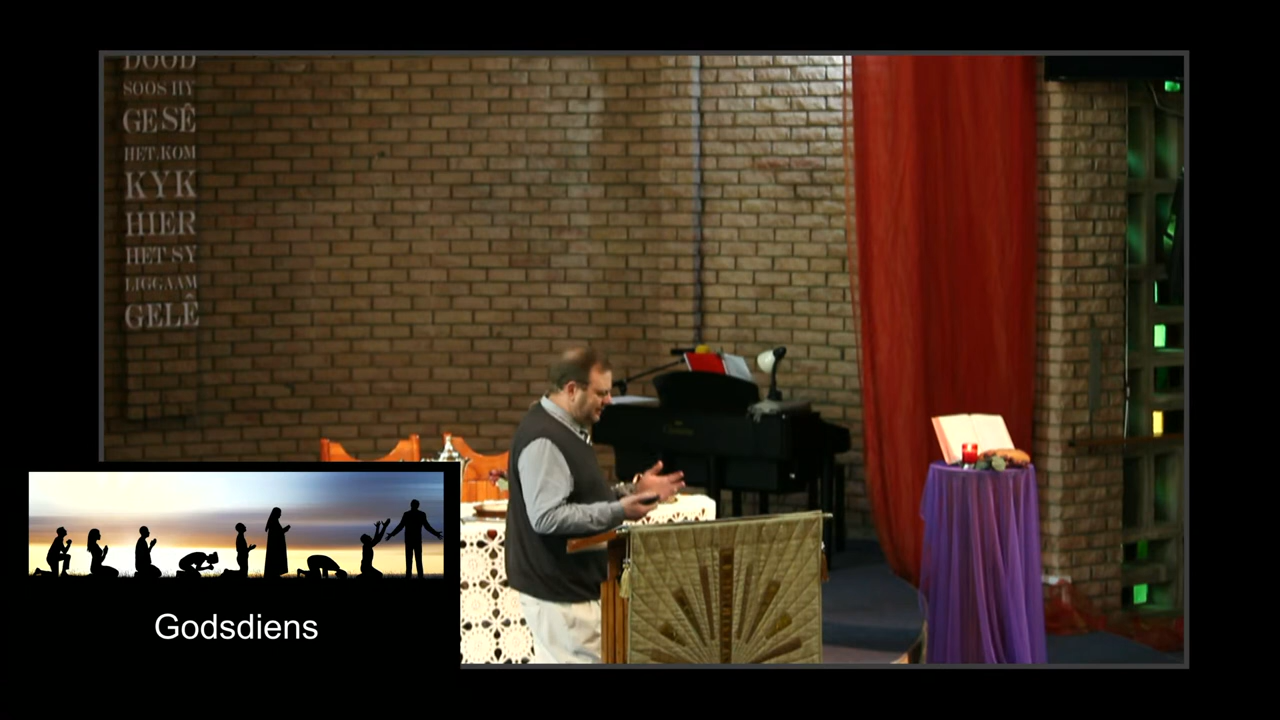 DOOD
SOOS HY
GESÊ
HET.KOM
KYK
HIER
HET SY
LIGGAAM
GELÊ
Godsdiens